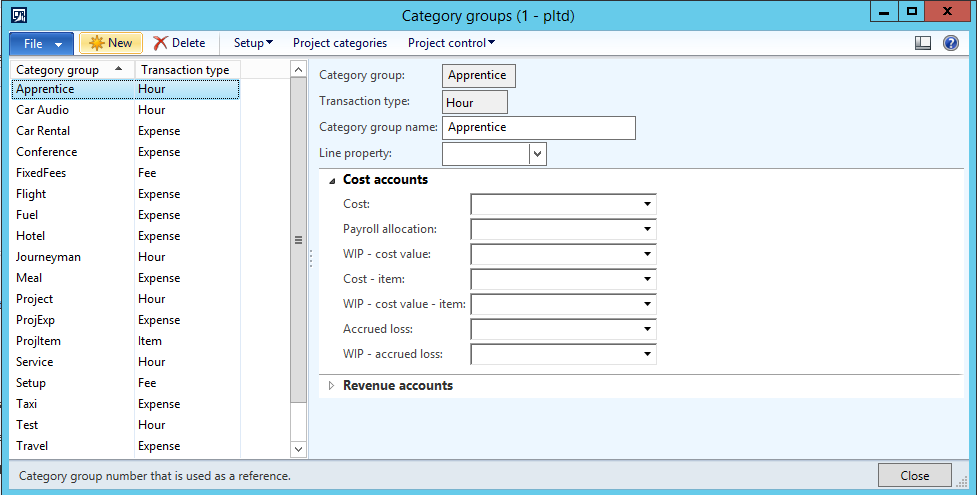 Category groups (1 - pltd)
File New Delete Setup Project categories Project control
Category group Transaction type
Apprentice Hour
Car Audio Hour
Car Rental Expense
Conference Expense
FixedFees Fee
Flight Expense
Fuel Expense
Hotel Expense
Journeyman Hour
Meal Expense
Project Hour
ProjExp Expense
ProjItem Item
Service Hour
Setup Fee
Taxi Expense
Test Hour
Travel Expense
Category group: Apprentice
Transaction type: Hour
Category group name: Apprentice
Line property:
Cost accounts
Cost:
Payroll allocation:
WIP - cost value:
Cost - item:
WIP - cost value - item:
Accrued loss:
WIP - accrued loss:
Revenue accounts
Category group number that is used as a reference.
Close